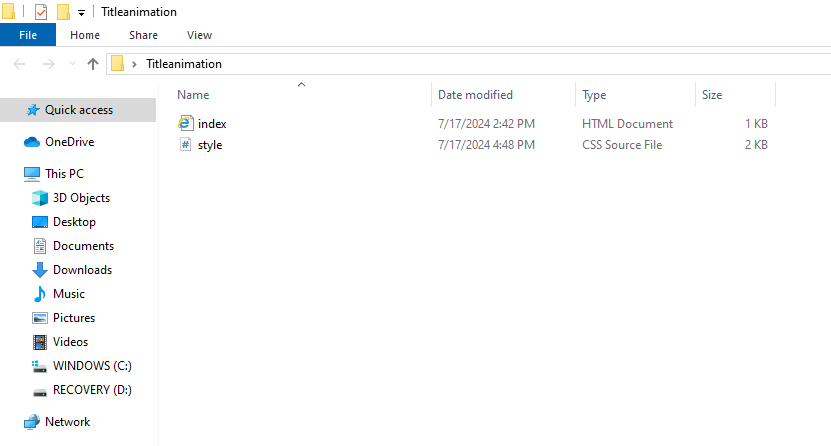 Titleanimation
File Home Share View
Titleanimation
Name Date modified Type Size
Quick access
index 7/17/2024 2:42 PM HTML Document 1 KB
OneDrive
style 7/17/2024 4:48 PM CSS Source File 2 KB
This PC
3D Objects
Desktop
Documents
Downloads
Music
Pictures
Videos
WINDOWS (C:)
RECOVERY (D:)
Network